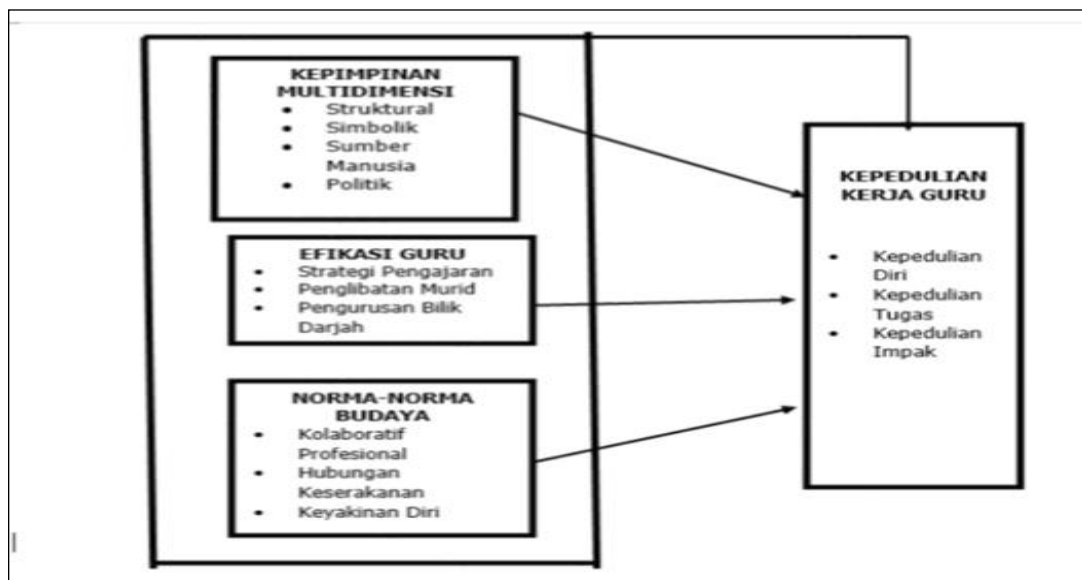 KEPIMPINAN
MULTIDIMENSI
• Struktural
• Simbolik
• Sumber
Manusia
• Politik
EFIKASI GURU
• Strategi Pengajaran
• Penglibatan Murid
• Pengurusan Bilik
Darjah
NORMA-NORMA
BUDAYA
• Kolaboratif
Profesional
• Hubungan
Keserakanan
• Keyakinan Diri
KEPEDULIAN
KERJA GURU
• Kepedulian
Diri
• Kepedulian
Tugas
• Kepedulian
Impak